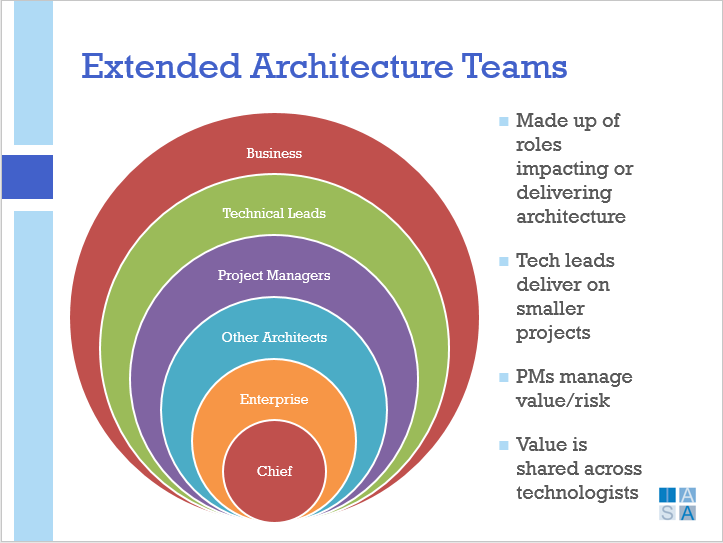 Extended Architecture Teams
Business
Technical Leads
Project Managers
Other Architects
Enterprise
Chief
Made up of
roles
impacting or
delivering
architecture
Tech leads
deliver on
smaller
projects
PMs manage
value/risk
Value is
shared across
technologists
I A
S A